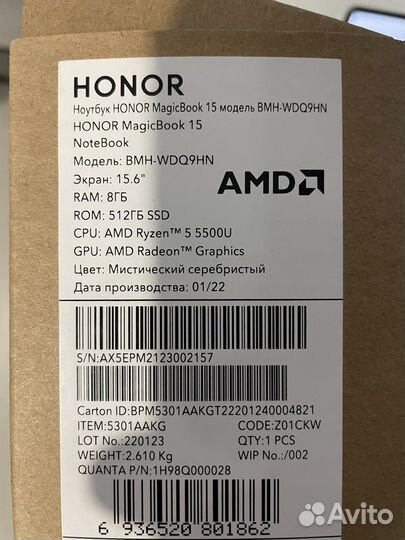 HONOR
Ноутбук HONOR MagicBook 15 модель BMH-WDQ9HN
HONOR MagicBook 15
NoteBook
Модель: BMH-WDQ9HN
Экран: 15.6"
RAM: 8ГБ
AMD
ROM: 512ГБ SSD
CPU: AMD Ryzen™ 5 5500U
GPU: AMD Radeon™ Graphics
Цвет: Мистический серебристый
Дата производства: 01/22
S/N:AX5EPM2123002157
Carton ID:BPM5301AAKGT22201240004821
ITEM:5301AAKG CODE:Z01CKW
LOT No.:220123 QTY:1 PCS
WEIGHT:2.610 Kg WIP No.:/002
QUANTA P/N:1H98Q000028
6 936520 801862
Avito